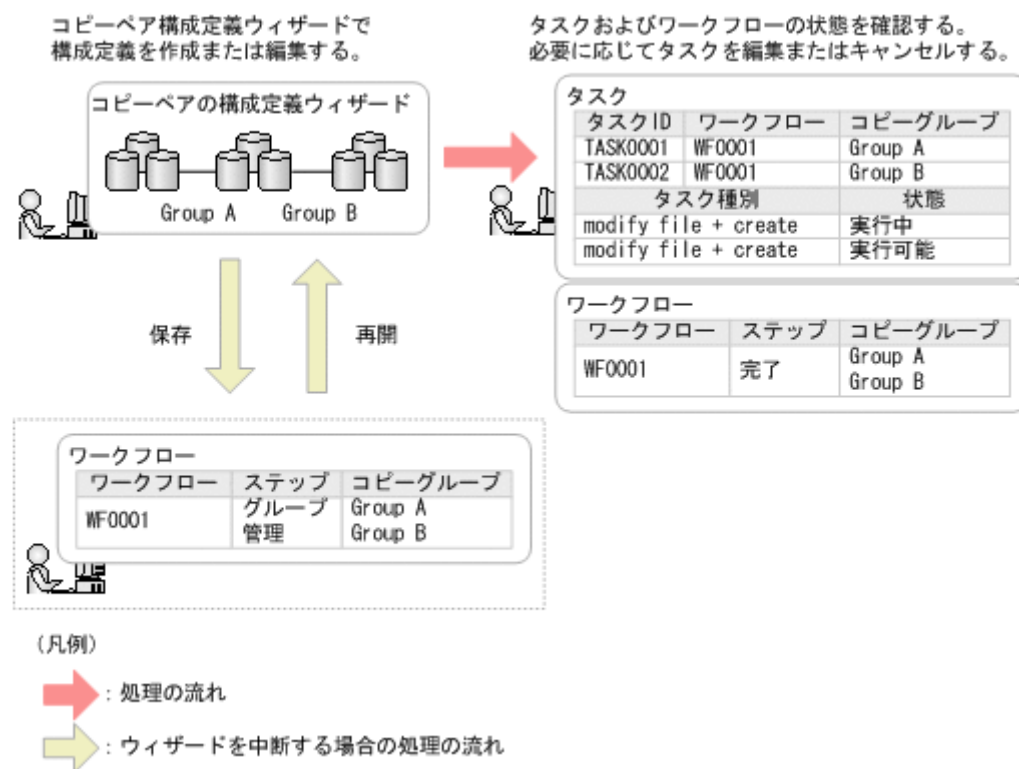 コピーペア構成定義ウィザードで
構成定義を作成または編集する。
コピーペアの構成定義ウィザード
Group A Group B
保存
再開
ワークフロー
ワークフロー ステップ コピーグループ
WF0001 グループ管理 Group A
Group B
タスクおよびワークフローの状態を確認する。
必要に応じてタスクを編集またはキャンセルする。
タスク
タスクID ワークフロー コピーグループ
TASK0001 WF0001 Group A
TASK0002 WF0001 Group B
タスク種別 状態
modify file + create 実行中
modify file + create 実行可能
ワークフロー
ワークフロー ステップ コピーグループ
WF0001 完了 Group A
Group B
(凡例)
: 処理の流れ
: ウィザードを中断する場合の処理の流れ